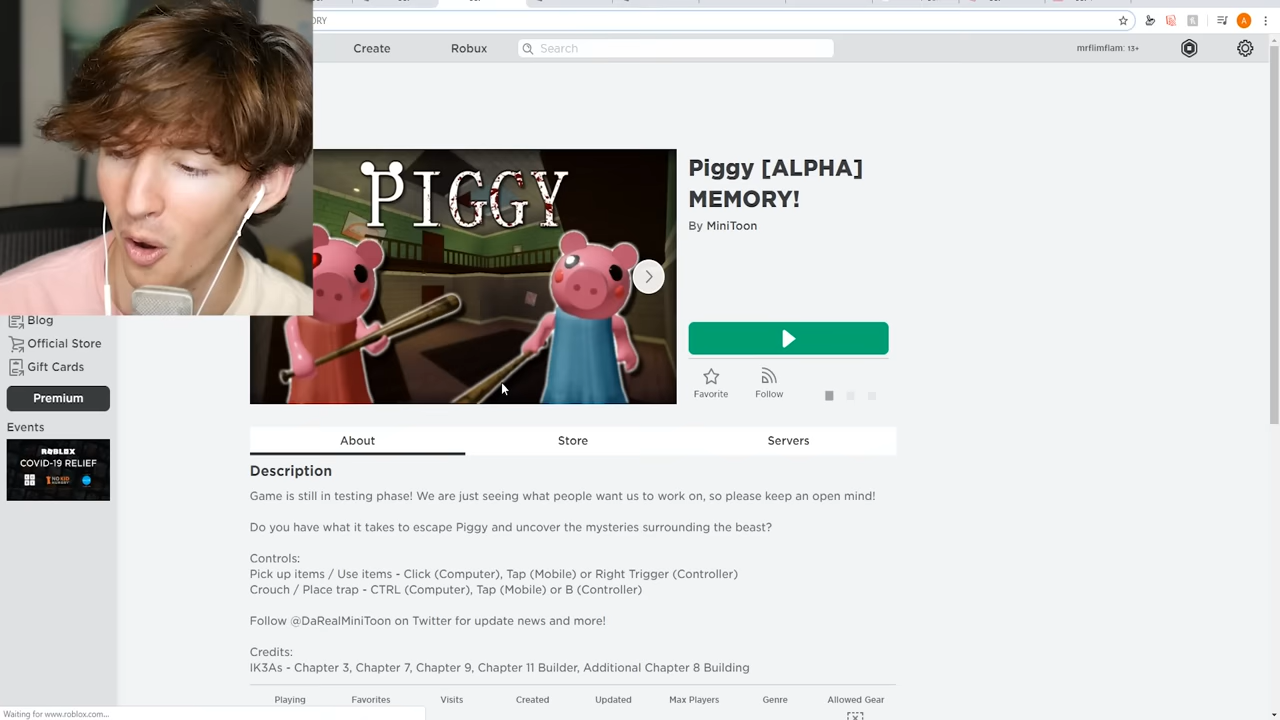 ORY
Create
Robux
Search
mrflimflam: 13+
PIGGY
Piggy [ALPHA]
MEMORY!
By MiniToon
Blog
Official Store
Gift Cards
Premium
Favorite
Follow
Events
ROBLOX
COVID-19 RELIEF
NO KID
HUNGRY
About
Store
Servers
Description
Game is still in testing phase! We are just seeing what people want us to work on, so please keep an open mind!
Do you have what it takes to escape Piggy and uncover the mysteries surrounding the beast?
Controls:
Pick up items / Use items - Click (Computer), Tap (Mobile) or Right Trigger (Controller)
Crouch / Place trap - CTRL (Computer), Tap (Mobile) or B (Controller)
Follow @DaRealMiniToon on Twitter for update news and more!
Credits:
IK3As - Chapter 3, Chapter 7, Chapter 9, Chapter 11 Builder, Additional Chapter 8 Building
Playing
Favorites
Visits
Created
Updated
Max Players
Genre
Allowed Gear
Waiting for www.roblox.com...
A